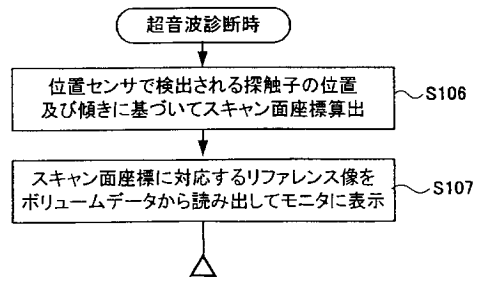 超音波診断時
位置センサで検出される探触子の位置
及び傾きに基づいてスキャン面座標算出
S106
スキャン面座標に対応するリファレンス像を
ボリュームデータから読み出してモニタに表示
S107